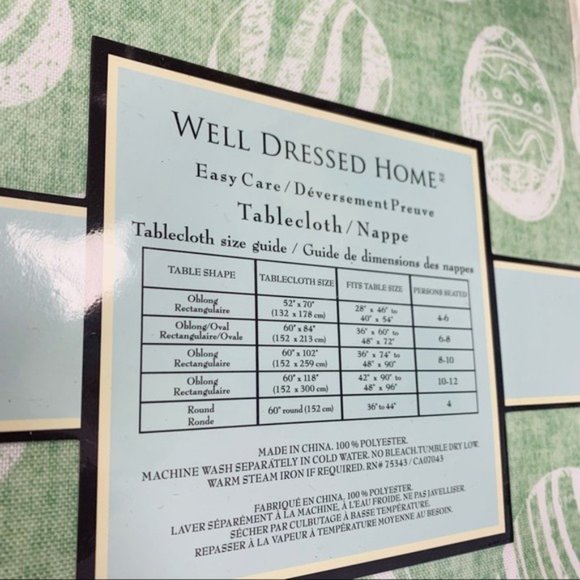 WELL DRESSED HOME
Easy Care / Déversement Preuve
Tablecloth / Nappe
Tablecloth size guide / Guide de dimensions des nappes
TABLE SHAPE TABLECLOTH SIZE FITS TABLE SIZE PERSONS SEATED
Oblong
Rectangulaire
52" x 70"
(132 x 178 cm)
28" x 46" to
40" x 54"
4-6
Oblong/Oval
Rectangulaire/Ovale
60" x 84"
(152 x 213 cm)
36" x 60" to
48" x 72"
6-8
Oblong
Rectangulaire
60" x 102"
(152 x 259 cm)
36" x 74" to
48" x 90"
8-10
Oblong
Rectangulaire
60" x 118"
(152 x 300 cm)
42" x 90" to
48" x 96"
10-12
Round
Ronde
60" round (152 cm)
36" to 44"
4
MADE IN CHINA. 100 % POLYESTER.
MACHINE WASH SEPARATELY IN COLD WATER. NO BLEACH.TUMBLE DRY LOW.
WARM STEAM IRON IF REQUIRED. RN# 75343 / CA07043
FABRIQUÉ EN CHINA. 100 % POLYESTER.
LAVER SÉPARÉMENT À LA MACHINE, À L'EAU FROIDE. NE PAS JAVELLISER.
SÉCHER PAR CULBUTAGE À BASSE TEMPÉRATURE.
REPASSER À LA VAPEUR À TEMPÉRATURE MOYENNE AU BESOIN.